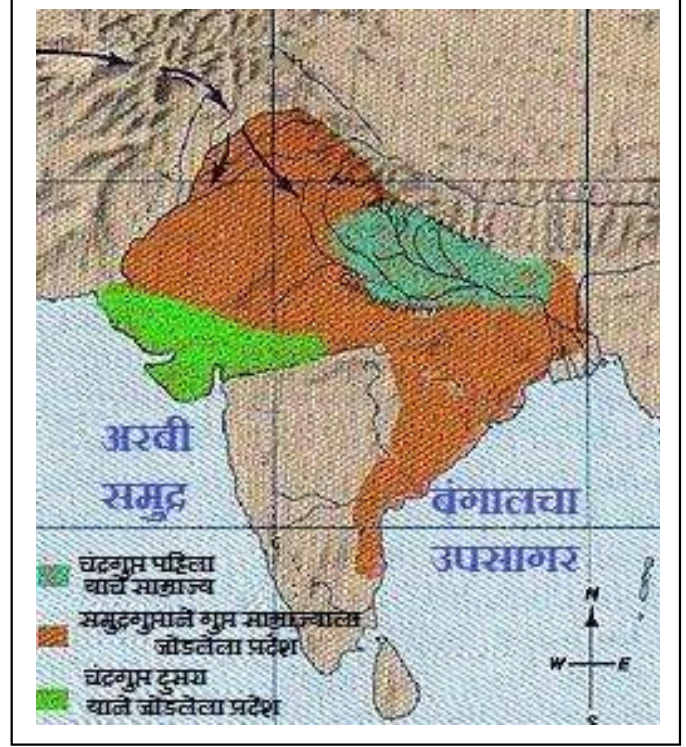 अरबी
समुद्र
बंगालचा
उपसागर
चंद्रगुप्त पहिला
याचे साम्राज्य
समुद्रगुप्ताने गुप्त साम्राज्याला
जोडलेला प्रदेश
चंद्रगुप्त दुसरा
याने जोडलेला प्रदेश
N
W E
S